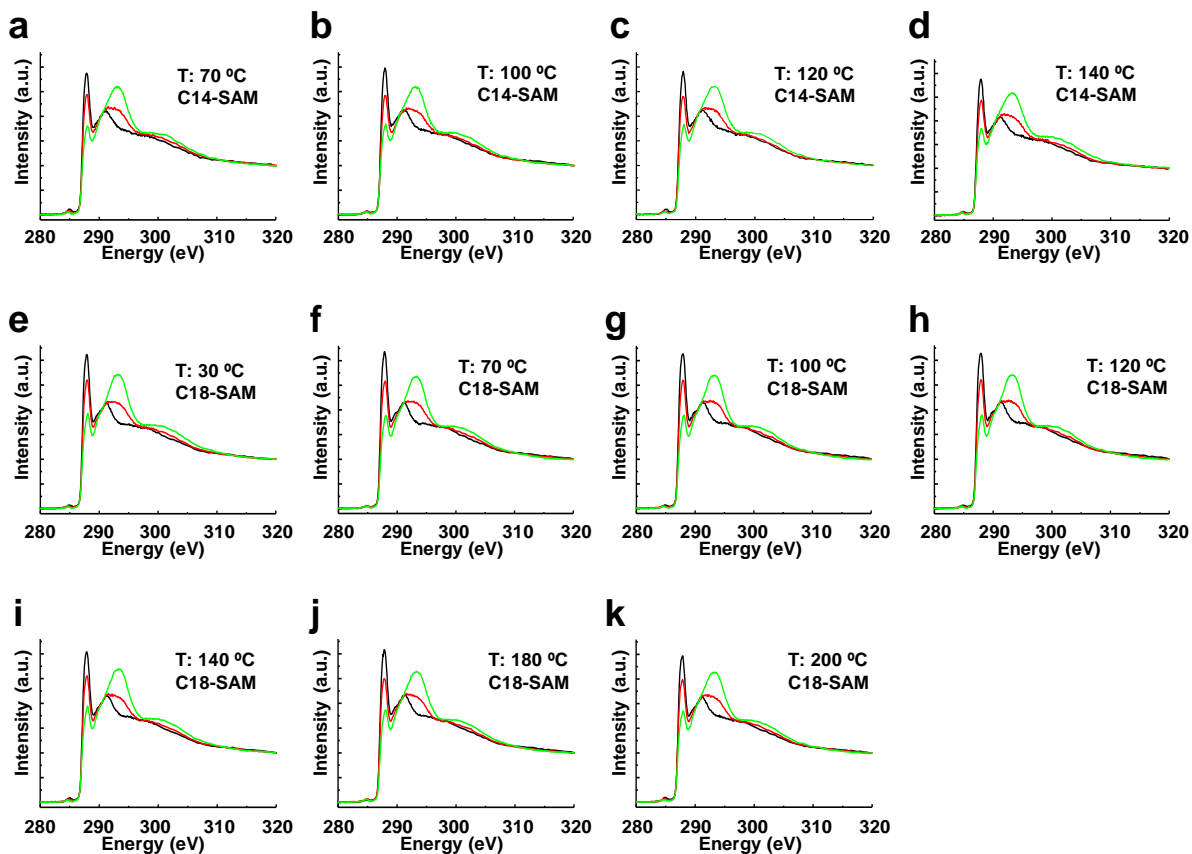 a
b
c
d
T: 70 ºC
C14-SAM
T: 100 ºC
C14-SAM
T: 120 ºC
C14-SAM
T: 140 ºC
C14-SAM
Intensity (a.u.)
Intensity (a.u.)
Intensity (a.u.)
Intensity (a.u.)
280 290 300 310 320
280 290 300 310 320
280 290 300 310 320
280 290 300 310 320
Energy (eV)
Energy (eV)
Energy (eV)
Energy (eV)
e
f
g
h
T: 30 ºC
C18-SAM
T: 70 ºC
C18-SAM
T: 100 ºC
C18-SAM
T: 120 ºC
C18-SAM
Intensity (a.u.)
Intensity (a.u.)
Intensity (a.u.)
Intensity (a.u.)
280 290 300 310 320
280 290 300 310 320
280 290 300 310 320
280 290 300 310 320
Energy (eV)
Energy (eV)
Energy (eV)
Energy (eV)
i
j
k
T: 140 ºC
C18-SAM
T: 180 ºC
C18-SAM
T: 200 ºC
C18-SAM
Intensity (a.u.)
Intensity (a.u.)
Intensity (a.u.)
280 290 300 310 320
280 290 300 310 320
280 290 300 310 320
Energy (eV)
Energy (eV)
Energy (eV)